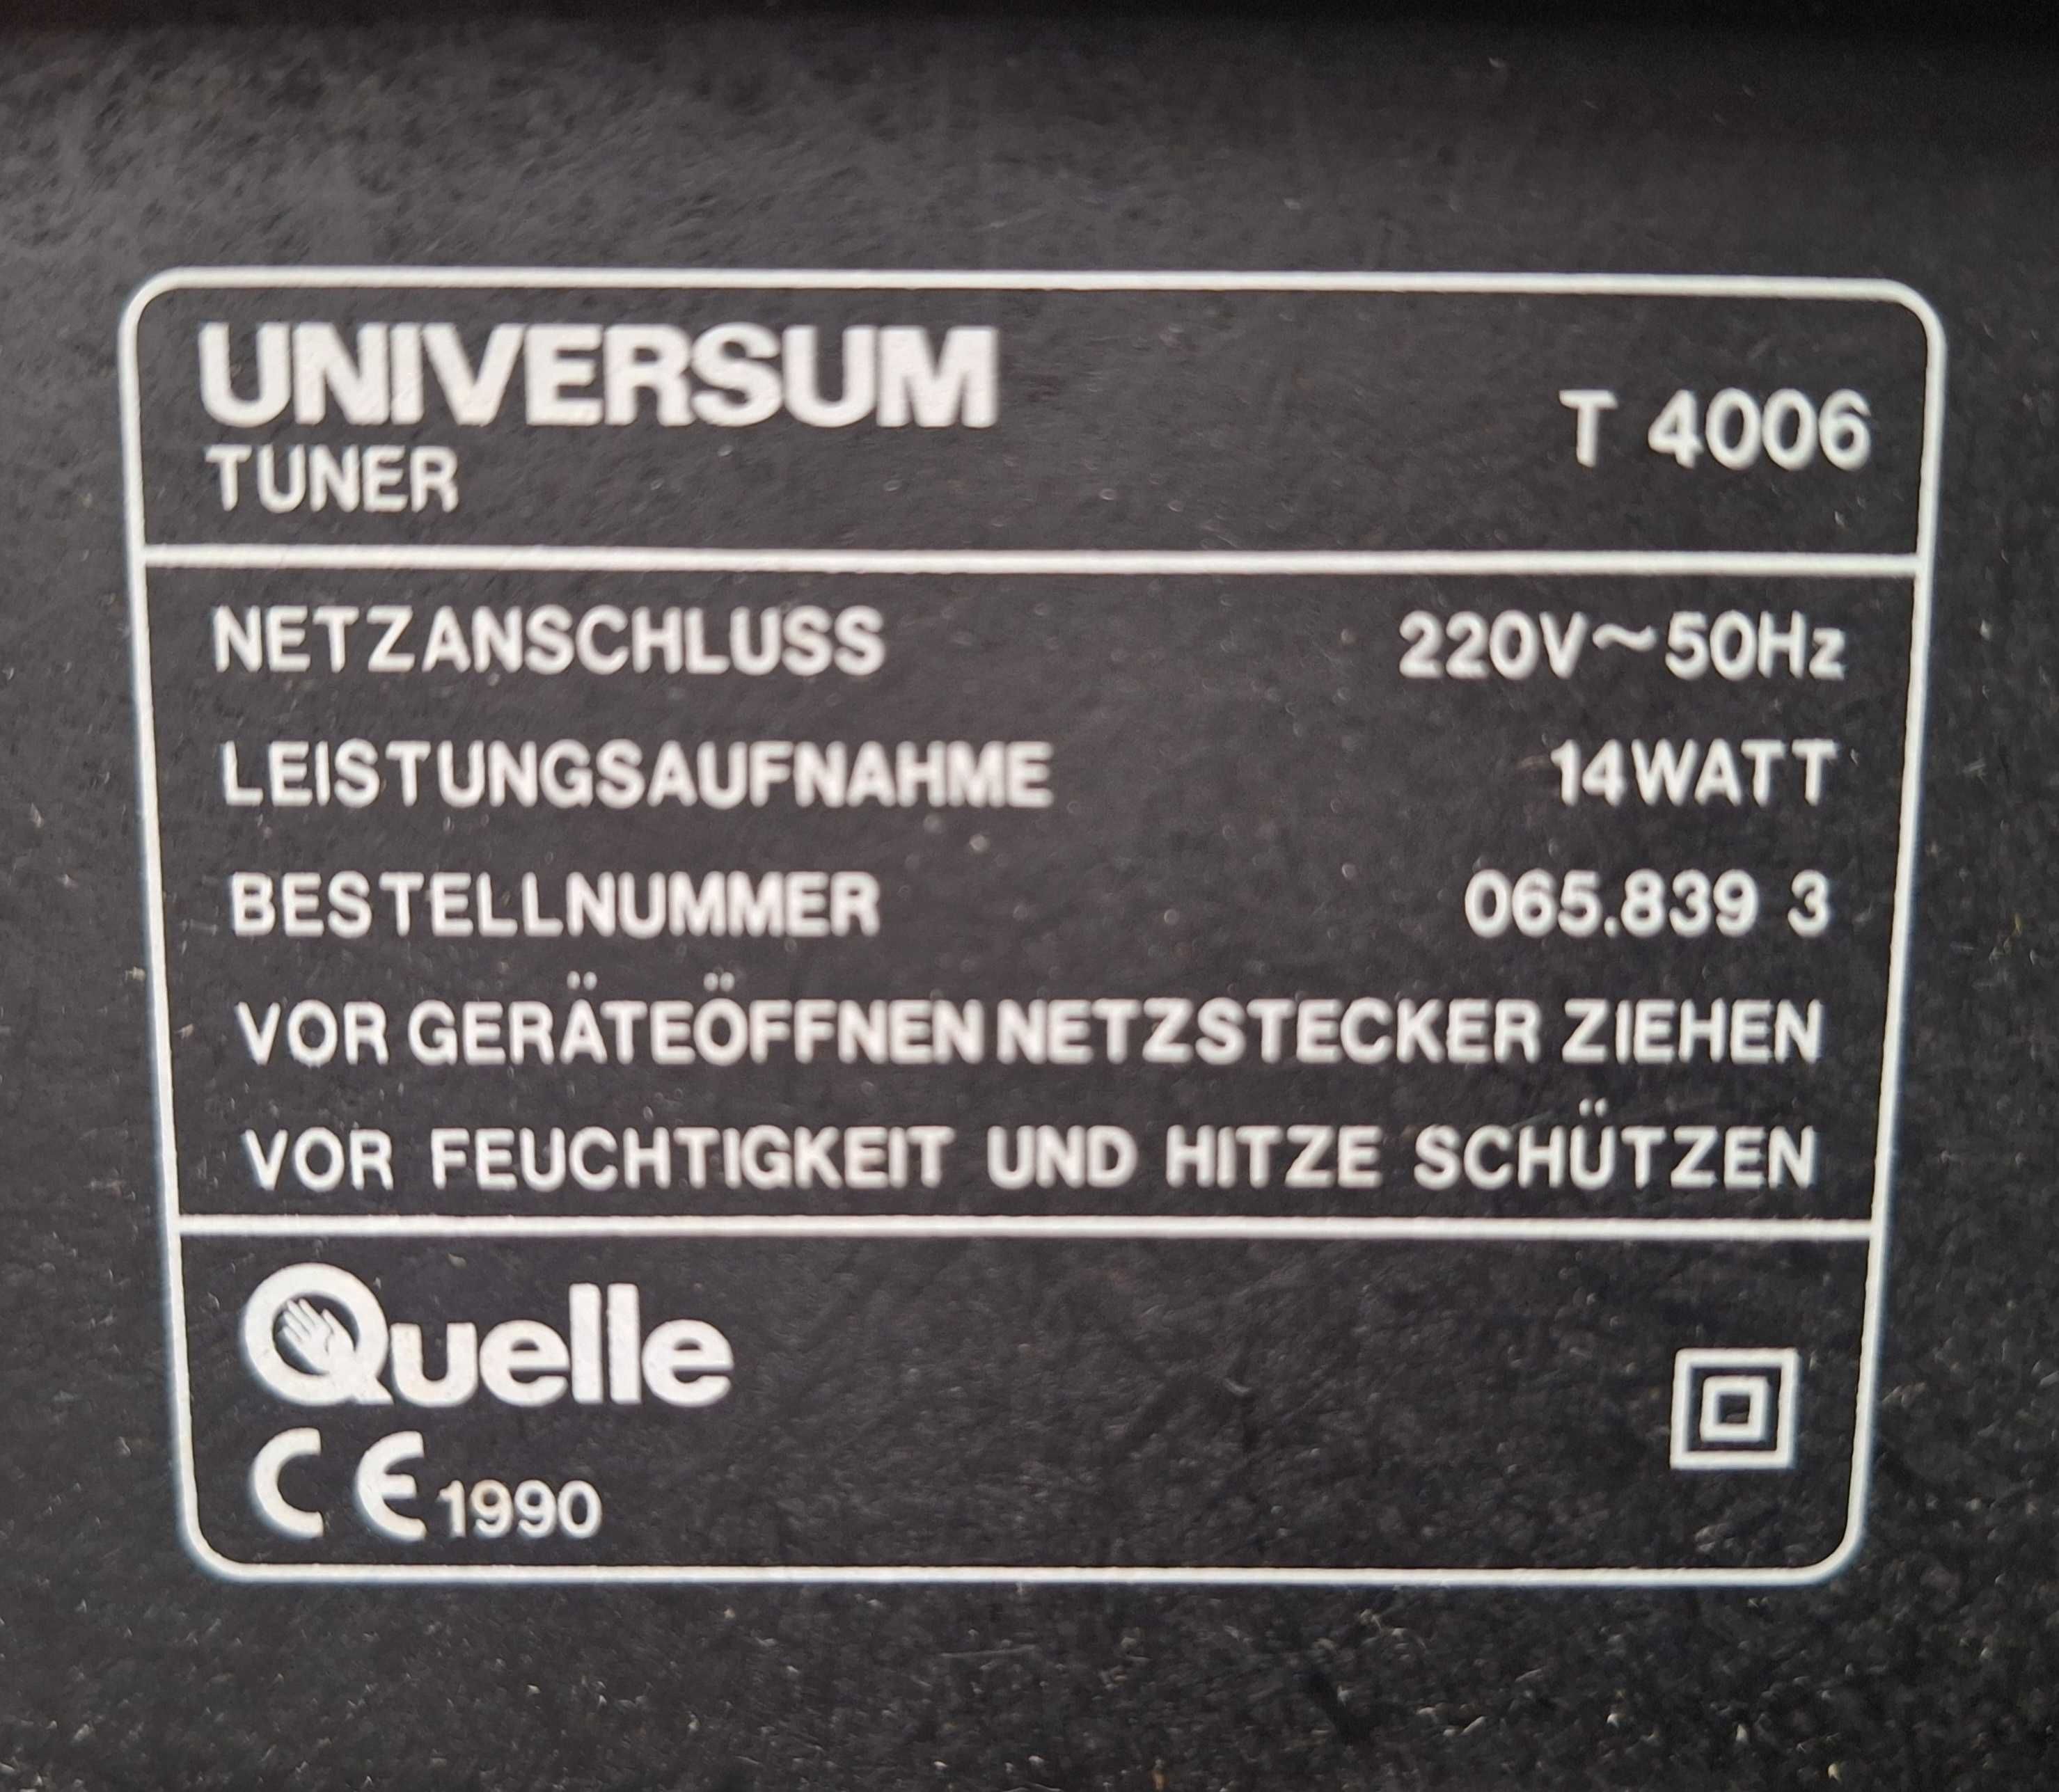 UNIVERSUM
TUNER
T 4006
NETZANSCHLUSS 220V~50Hz
LEISTUNGSAUFNAHME 14WATT
BESTELLNUMMER 065.839 3
VOR GERÄTEÖFFNEN NETZSTECKER ZIEHEN
VOR FEUCHTIGKEIT UND HITZE SCHÜTZEN
Quelle
CE 1990